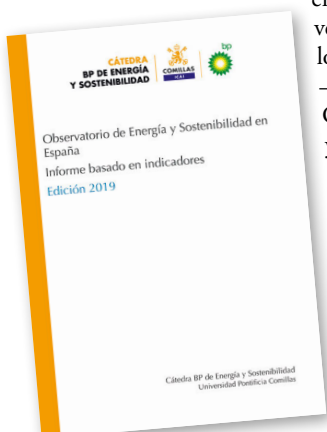 CÁTEDRA
BP DE ENERGÍA
Y SOSTENIBILIDAD
COMILLAS
ICAI
bp
Observatorio de Energía y Sostenibilidad en
España
Informe basado en indicadores
Edición 2019
Cátedra BP de Energía y Sostenibilidad
Universidad Pontificia Comillas